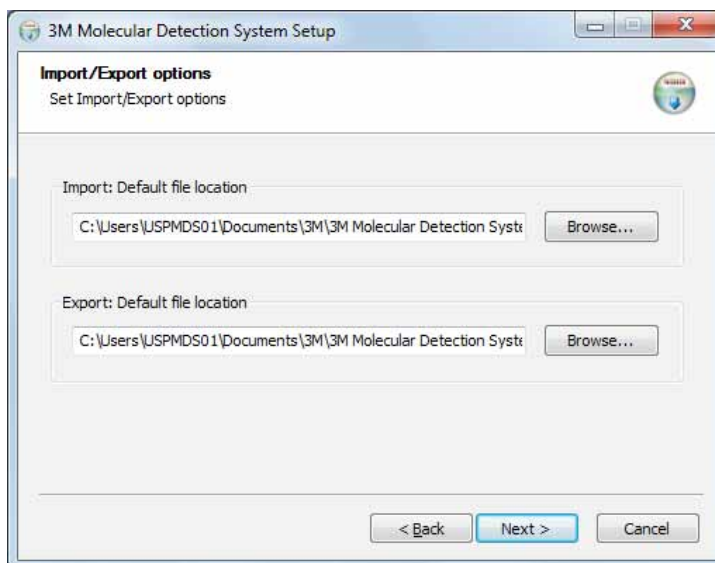 3M Molecular Detection System Setup
Import/Export options
Set Import/Export options
Import: Default file location
C:\Users\USPMDS01\Documents\3M\3M Molecular Detection Syste
Browse...
Export: Default file location
C:\Users\USPMDS01\Documents\3M\3M Molecular Detection Syste
Browse...
< Back
Next >
Cancel